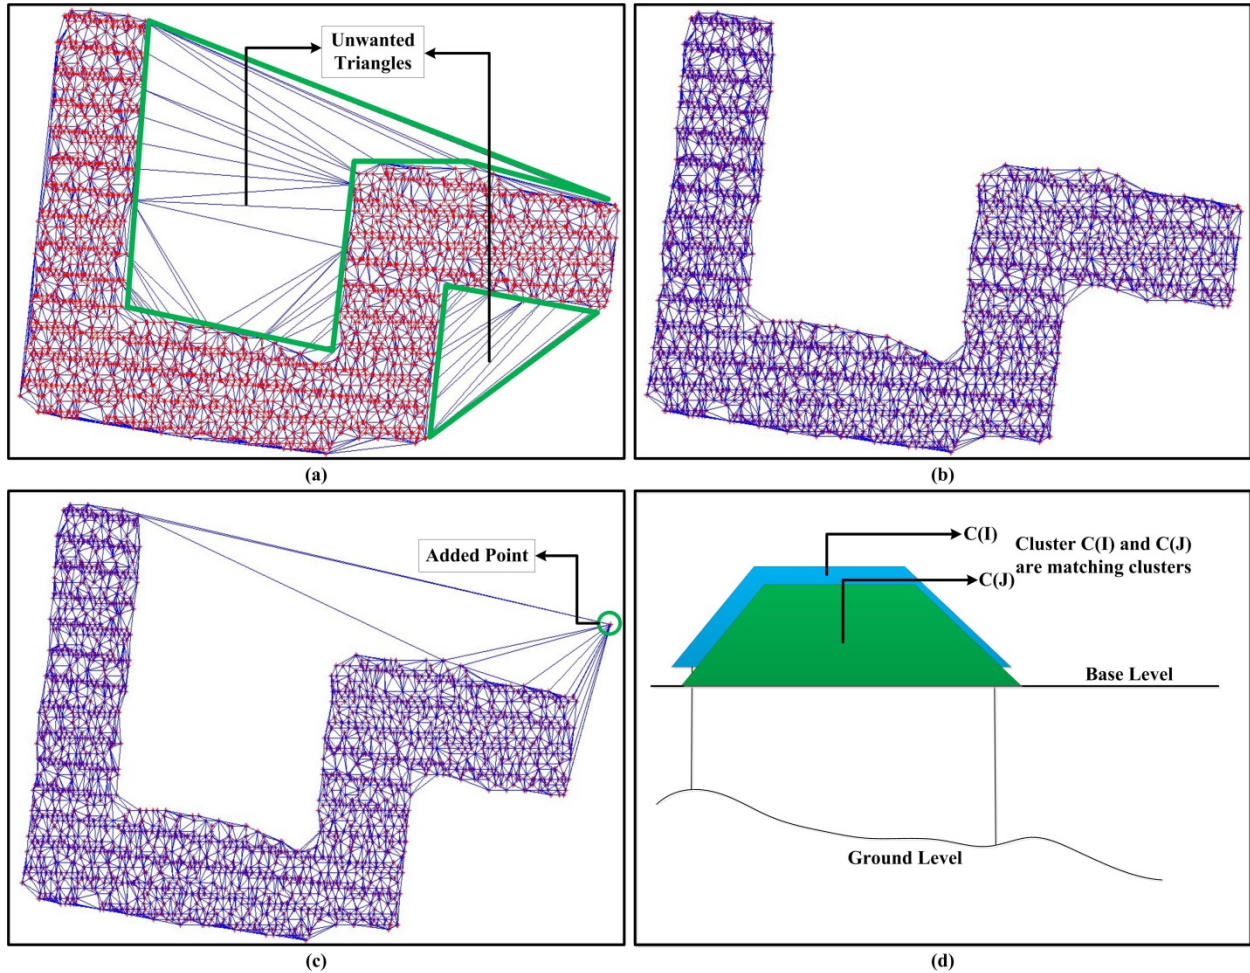 Unwanted
Triangles
(a)
(b)
Added Point
(c)
C(I)
Cluster C(I) and C(J)
are matching clusters
C(J)
Base Level
Ground Level
(d)